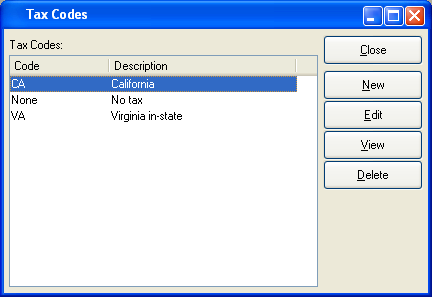 Tax Codes
Tax Codes:
Code Description
CA California
None No tax
VA Virginia in-state
Close
New
Edit
View
Delete